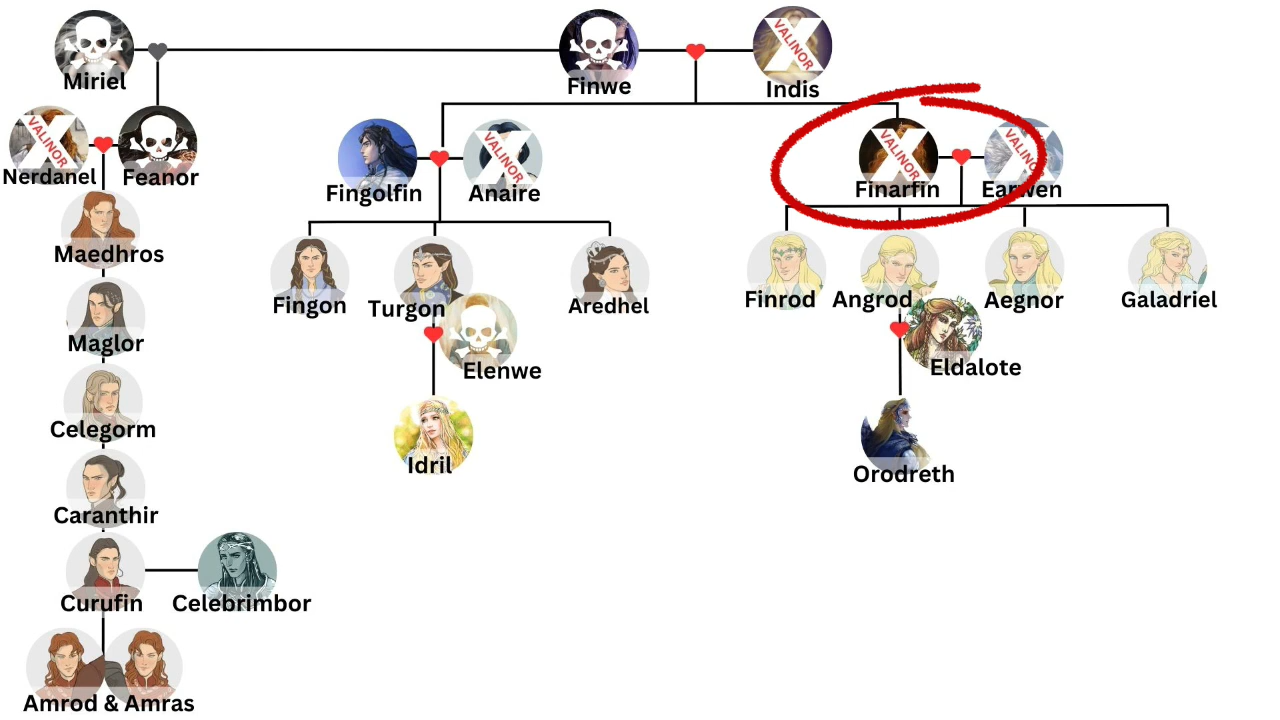 Miriel
Finwe
VALINOR
Indis
VALINOR
Nerdanel
Feanor
Fingolfin
VALINOR
Anaire
VALINOR
Finarfin
VALINOR
Earwen
Maedhros
Fingon
Turgon
Aredhel
Finrod
Angrod
Aegnor
Galadriel
Maglor
Elenwe
Eldalote
Celegorm
Idril
Orodreth
Caranthir
Curufin
Celebrimbor
Amrod & Amras